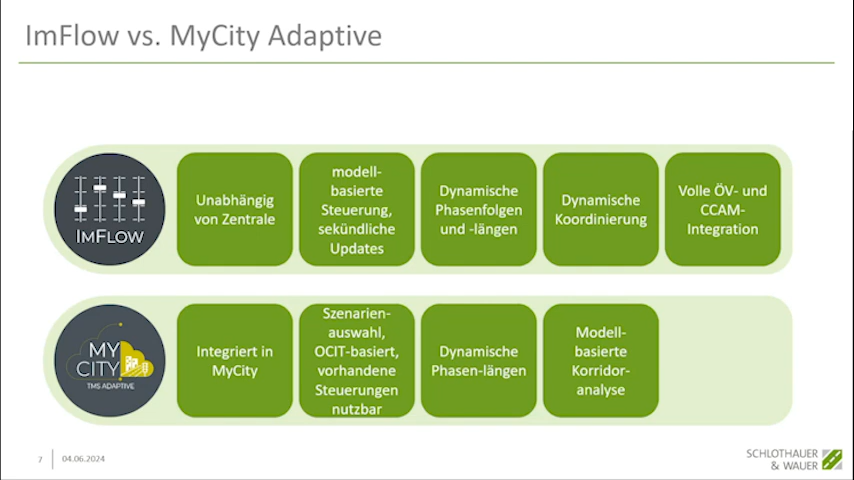 ImFlow vs. MyCity Adaptive
IMFLOW
Unabhängig
von Zentrale
modell-
basierte
Steuerung,
sekündliche
Updates
Dynamische
Phasenfolgen
und -längen
Dynamische
Koordinierung
Volle ÖV- und
CCAM-
Integration
MY
CITY
TMS ADAPTIVE
Integriert in
MyCity
Szenarien-
auswahl,
OCIT-basiert,
vorhandene
Steuerungen
nutzbar
Dynamische
Phasen-längen
Modell-
basierte
Korridor-
analyse
7
04.06.2024
SCHLOTHAUER
& WAUER